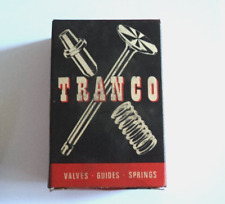 TRANCO
VALVES · GUIDES · SPRINGS